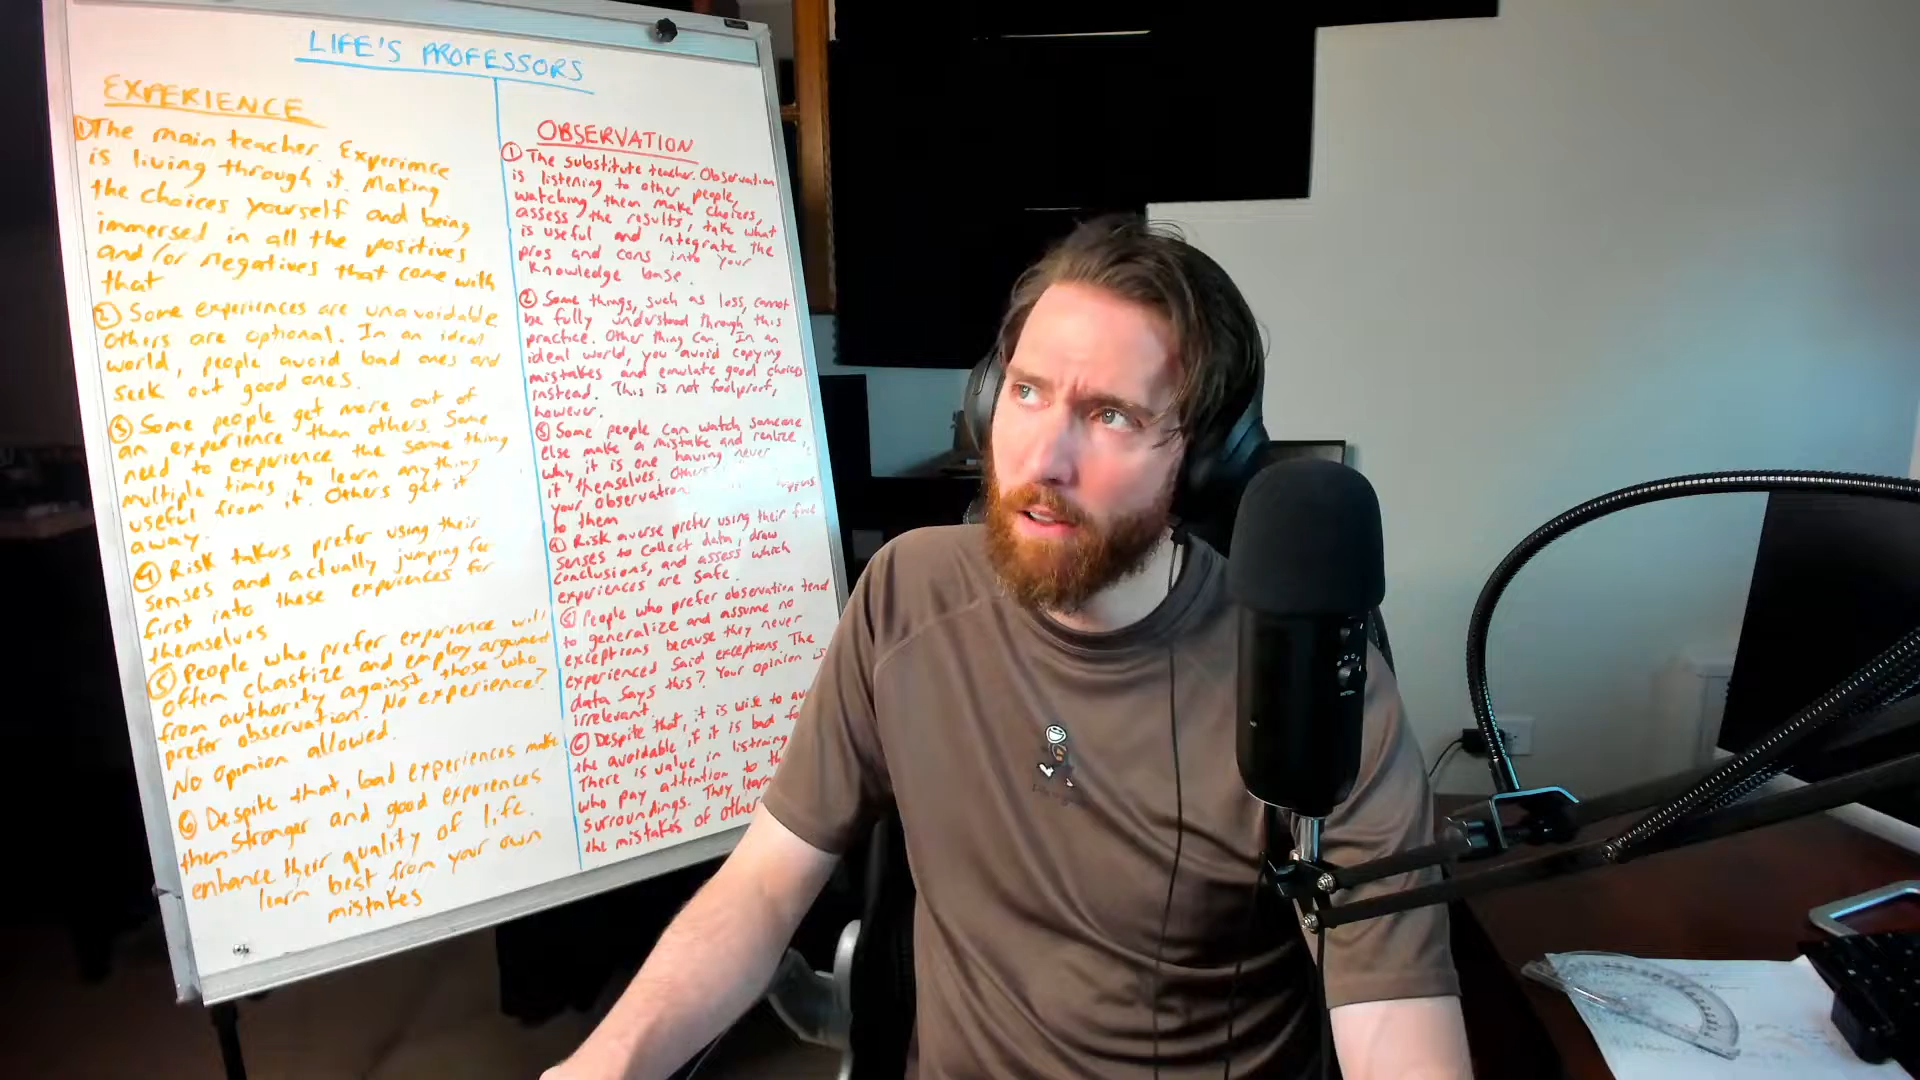 LIFE'S PROFESSORS
EXPERIENCE
① The main teacher. Experience
is living through it. Making
the choices yourself and being
immersed in all the positives
and/or negatives that come with
that
② Some experiences are unavoidable
others are optional. In an ideal
world, people avoid bad ones and
seek out good ones.
③ Some people get more out of
an experience than others. Some
need to experience the same thing
multiple times to learn anything
useful from it. Others get it
away.
④ Risk takers prefer using their
senses and actually jumping feet
first into these experiences for
themselves
⑤ People who prefer experience will
often chastize and employ argument
from authority against those who
prefer observation. No experience?
No opinion allowed.
⑥ Despite that, bad experiences make
them stronger and good experiences
enhance their quality of life.
learn best from your own
mistakes
OBSERVATION
① The substitute teacher. Observation
is listening to other people,
watching them make choices,
assess the results, take what
is useful and integrate the
pros and cons into your
knowledge base.
② Some things, such as loss, cannot
be fully understood through this
practice. Other thing can. In an
ideal world, you avoid copying
mistakes and emulate good choices
instead. This is not foolproof,
however.
③ Some people can watch someone
else make a mistake and realize
why it is one having never
it themselves. Others
your observation
to them
④ Risk averse prefer using their five
senses to collect data, draw
conclusions, and assess which
experiences are safe.
⑤ People who prefer observation tend
to generalize and assume no
exceptions because they never
experienced said exceptions. The
data says this? Your opinion is
irrelevant
⑥ Despite that, it is wise to
the avoidable if it is bad
There is value in listening
who pay attention to
surroundings. They learn
the mistakes of